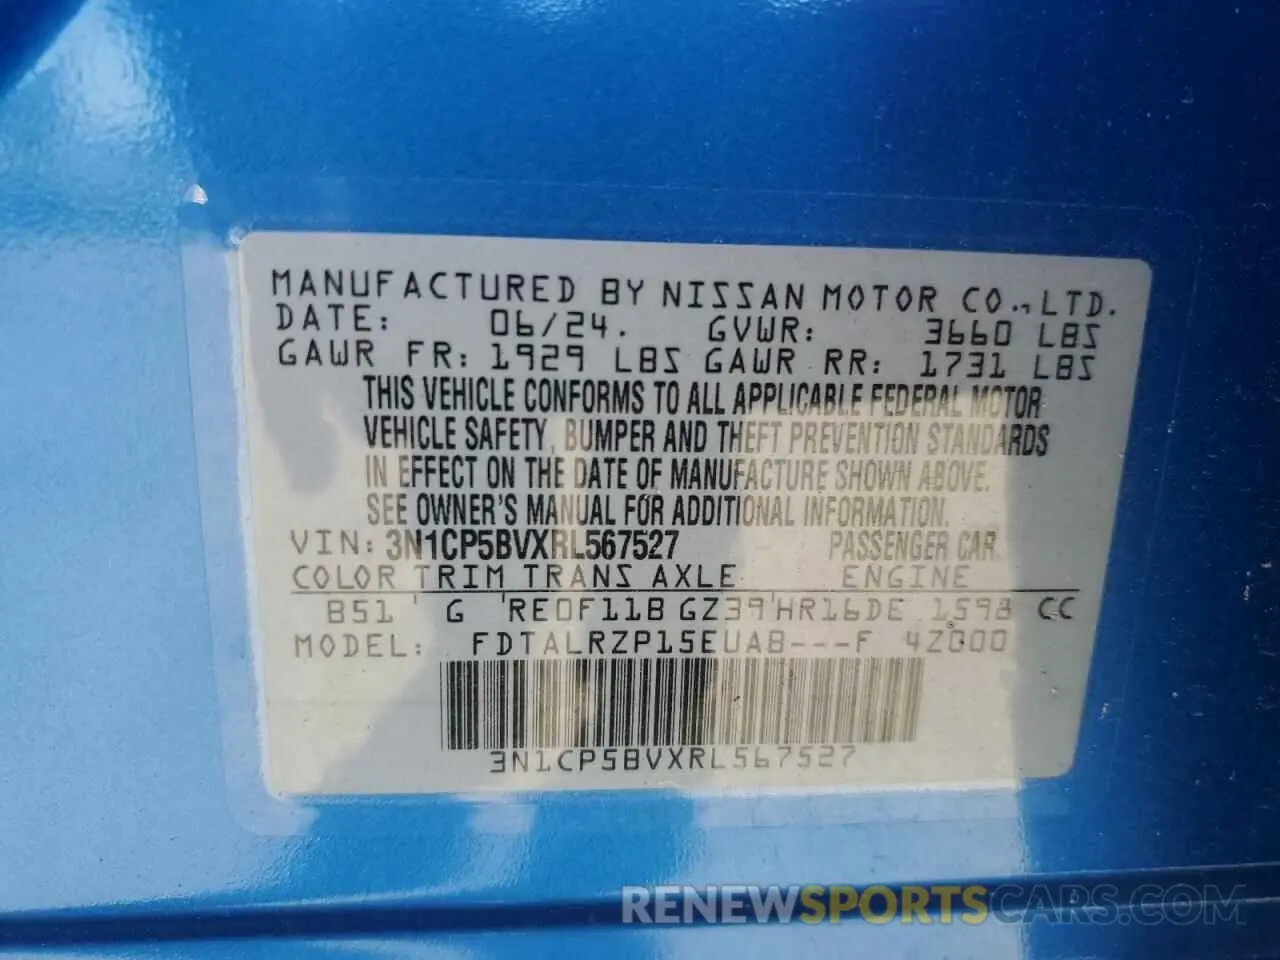 MANUFACTURED BY NISSAN MOTOR CO., LTD.
DATE: 06/24. GVWR: 3660 LBS
GAWR FR: 1929 LBS GAWR RR: 1731 LBS
THIS VEHICLE CONFORMS TO ALL APPLICABLE FEDERAL MOTOR
VEHICLE SAFETY, BUMPER AND THEFT PREVENTION STANDARDS
IN EFFECT ON THE DATE OF MANUFACTURE SHOWN ABOVE.
SEE OWNER'S MANUAL FOR ADDITIONAL INFORMATION.
VIN: 3N1CP5BVXRL567527 PASSENGER CAR
COLOR TRIM TRANS AXLE ENGINE
B51 G RE0F11B GZ39 HR16DE 1598 CC
MODEL: FDTALRZP15EUAB---F 4Z000
3N1CP5BVXRL567527
RENEWSPORTSCARS.COM